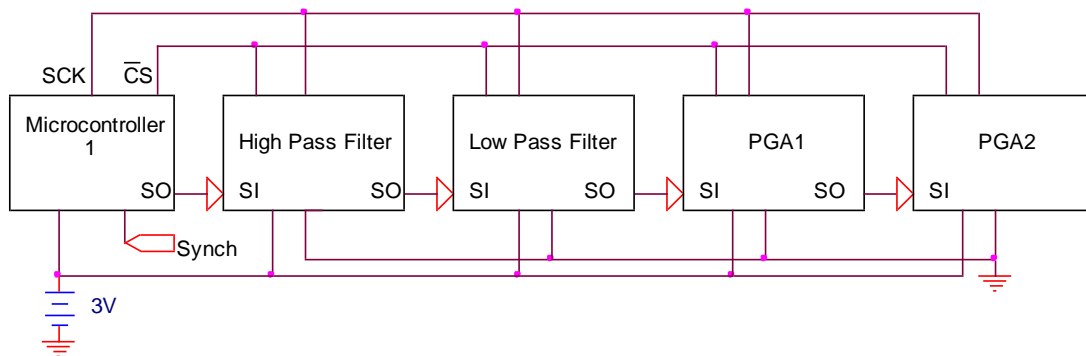 SCK
CS
Microcontroller
1
High Pass Filter
Low Pass Filter
PGA1
PGA2
SO
SI
SO
SI
SO
SI
SO
SI
Synch
3V